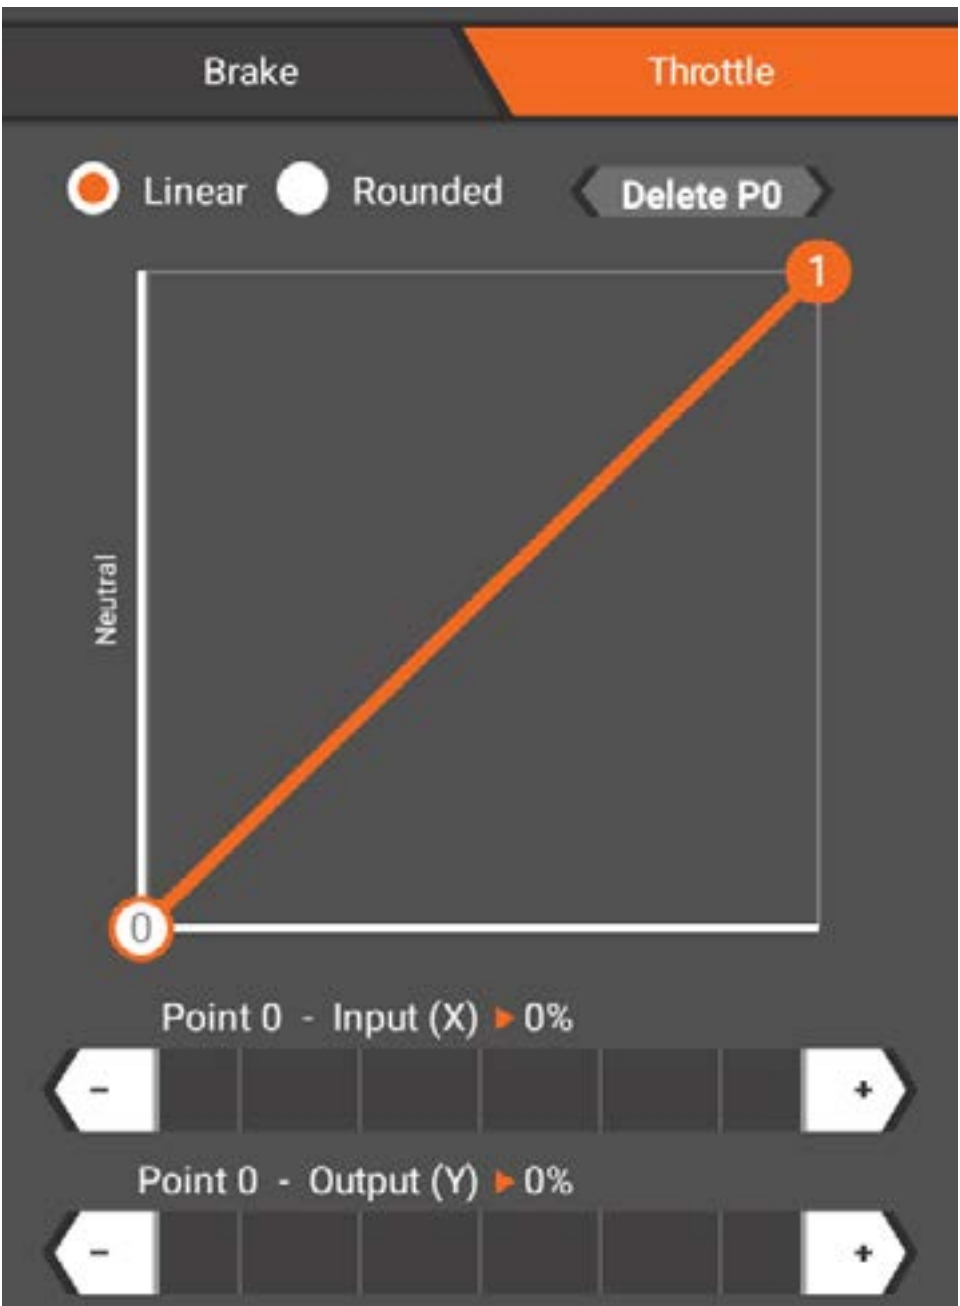 Brake Throttle
Linear Rounded Delete P0
1
Neutral
0
Point 0 - Input (X) ▶ 0%
- +
Point 0 - Output (Y) ▶ 0%
- +